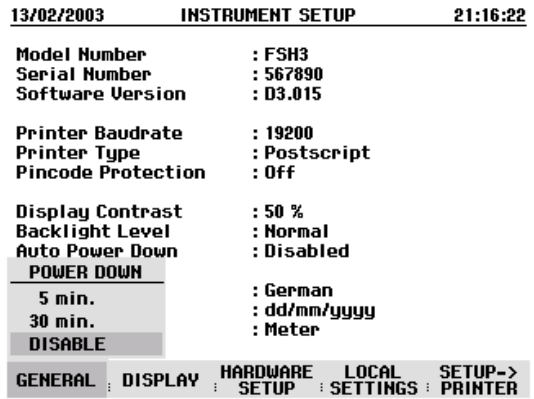 13/02/2003 INSTRUMENT SETUP 21:16:22
Model Number : FSH3
Serial Number : 567890
Software Version : D3.015
Printer Baudrate : 19200
Printer Type : Postscript
Pincode Protection : Off
Display Contrast : 50 %
Backlight Level : Normal
Auto Power Down : Disabled
POWER DOWN
5 min. : German
30 min. : dd/mm/yyyy
DISABLE : Meter
GENERAL : DISPLAY : HARDWARE SETUP : LOCAL SETTINGS : SETUP-> PRINTER